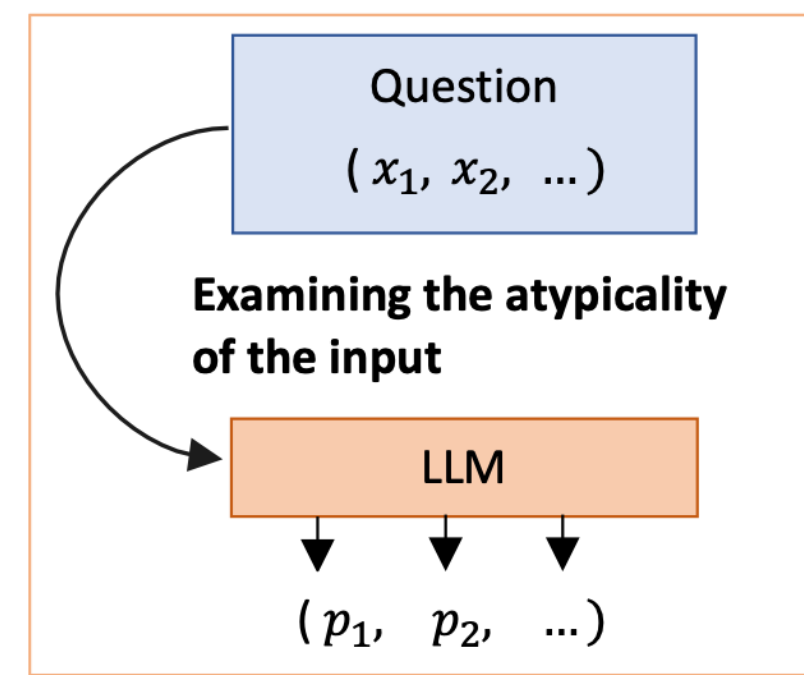 Question
( x₁, x₂, ... )
Examining the atypicality
of the input
LLM
( p₁, p₂, ... )